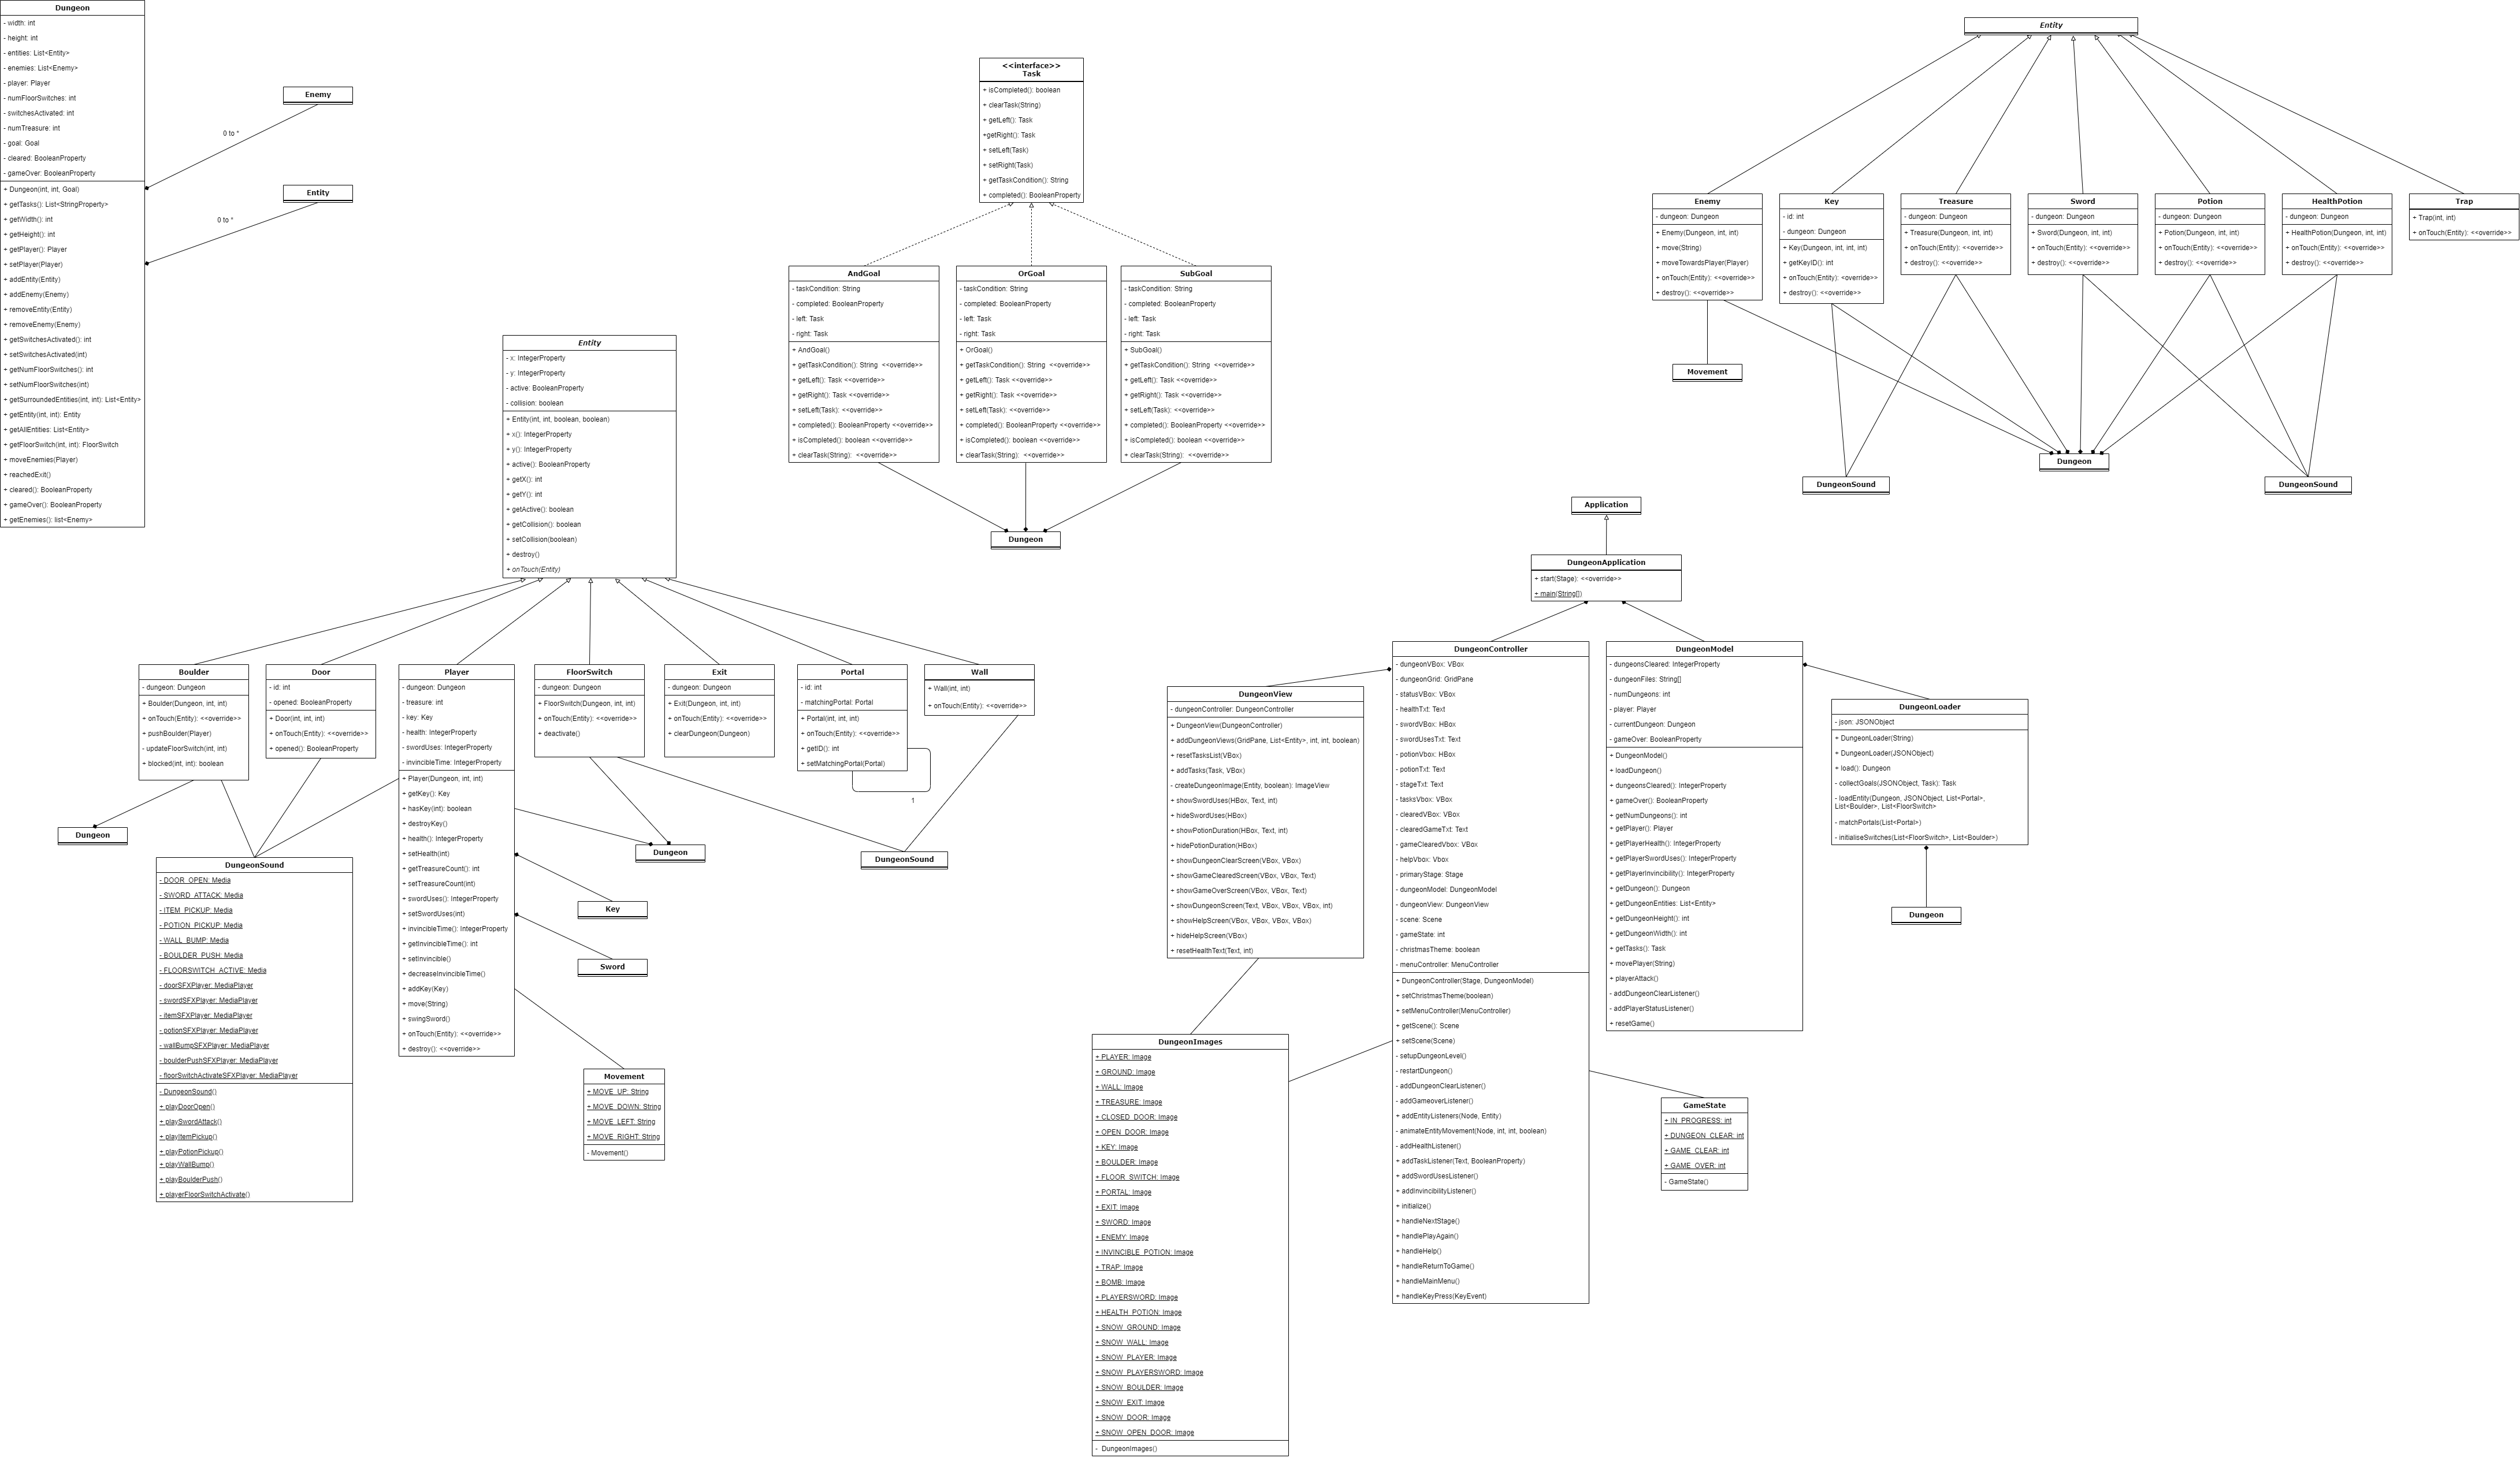 Dungeon
- width: int
- height: int
- entities: List<Entity>
- enemies: List<Enemy>
- player: Player
- numFloorSwitches: int
- switchesActivated: int
- numTreasure: int
- goal: Goal
- cleared: BooleanProperty
- gameOver: BooleanProperty
+ Dungeon(int, int, Goal)
+ getTasks(): List<StringProperty>
+ getWidth(): int
+ getHeight(): int
+ getPlayer(): Player
+ setPlayer(Player)
+ addEntity(Entity)
+ addEnemy(Enemy)
+ removeEntity(Entity)
+ removeEnemy(Enemy)
+ getSwitchesActivated(): int
+ setSwitchesActivated(int)
+ getNumFloorSwitches(): int
+ setNumFloorSwitches(int)
+ getSurroundedEntities(int, int): List<Entity>
+ getEntity(int, int): Entity
+ getAllEntities: List<Entity>
+ getFloorSwitch(int, int): FloorSwitch
+ moveEnemies(Player)
+ reachedExit()
+ cleared(): BooleanProperty
+ gameOver(): BooleanProperty
+ getEnemies(): list<Enemy>
Enemy
0 to *
Entity
0 to *
<<interface>>
Task
+ isCompleted(): boolean
+ clearTask(String)
+ getLeft(): Task
+getRight(): Task
+ setLeft(Task)
+ setRight(Task)
+ getTaskCondition(): String
+ completed(): BooleanProperty
AndGoal
- taskCondition: String
- completed: BooleanProperty
- left: Task
- right: Task
+ AndGoal()
+ getTaskCondition(): String <<override>>
+ getLeft(): Task <<override>>
+ getRight(): Task <<override>>
+ setLeft(Task): <<override>>
+ completed(): BooleanProperty <<override>>
+ isCompleted(): boolean <<override>>
+ clearTask(String): <<override>>
OrGoal
- taskCondition: String
- completed: BooleanProperty
- left: Task
- right: Task
+ OrGoal()
+ getTaskCondition(): String <<override>>
+ getLeft(): Task <<override>>
+ getRight(): Task <<override>>
+ setLeft(Task): <<override>>
+ completed(): BooleanProperty <<override>>
+ isCompleted(): boolean <<override>>
+ clearTask(String): <<override>>
SubGoal
- taskCondition: String
- completed: BooleanProperty
- left: Task
- right: Task
+ SubGoal()
+ getTaskCondition(): String <<override>>
+ getLeft(): Task <<override>>
+ getRight(): Task <<override>>
+ setLeft(Task): <<override>>
+ completed(): BooleanProperty <<override>>
+ isCompleted(): boolean <<override>>
+ clearTask(String): <<override>>
Dungeon
Entity
Enemy
- dungeon: Dungeon
+ Enemy(Dungeon, int, int)
+ move(String)
+ moveTowardsPlayer(Player)
+ onTouch(Entity): <<override>>
+ destroy(): <<override>>
Key
- id: int
- dungeon: Dungeon
+ Key(Dungeon, int, int, int)
+ getKeyID(): int
+ onTouch(Entity): <<override>>
+ destroy(): <<override>>
Treasure
- dungeon: Dungeon
+ Treasure(Dungeon, int, int)
+ onTouch(Entity): <<override>>
+ destroy(): <<override>>
Sword
- dungeon: Dungeon
+ Sword(Dungeon, int, int)
+ onTouch(Entity): <<override>>
+ destroy(): <<override>>
Potion
- dungeon: Dungeon
+ Potion(Dungeon, int, int)
+ onTouch(Entity): <<override>>
+ destroy(): <<override>>
HealthPotion
- dungeon: Dungeon
+ HealthPotion(Dungeon, int, int)
+ onTouch(Entity): <<override>>
+ destroy(): <<override>>
Trap
+ Trap(int, int)
+ onTouch(Entity): <<override>>
Movement
Dungeon
DungeonSound
DungeonSound
Entity
- x: IntegerProperty
- y: IntegerProperty
- active: BooleanProperty
- collision: boolean
+ Entity(int, int, boolean, boolean)
+ x(): IntegerProperty
+ y(): IntegerProperty
+ active(): BooleanProperty
+ getX(): int
+ getY(): int
+ getActive(): boolean
+ getCollision(): boolean
+ setCollision(boolean)
+ destroy()
+ onTouch(Entity)
Boulder
- dungeon: Dungeon
+ Boulder(Dungeon, int, int)
+ onTouch(Entity): <<override>>
+ pushBoulder(Player)
- updateFloorSwitch(int, int)
+ blocked(int, int): boolean
Door
- id: int
- opened: BooleanProperty
+ Door(int, int, int)
+ onTouch(Entity): <<override>>
+ opened(): BooleanProperty
Player
- dungeon: Dungeon
- treasure: int
- key: Key
- health: IntegerProperty
- swordUses: IntegerProperty
- invincibleTime: IntegerProperty
+ Player(Dungeon, int, int)
+ getKey(): Key
+ hasKey(int): boolean
+ destroyKey()
+ health(): IntegerProperty
+ setHealth(int)
+ getTreasureCount(): int
+ setTreasureCount(int)
+ swordUses(): IntegerProperty
+ setSwordUses(int)
+ invincibleTime(): IntegerProperty
+ getInvincibleTime(): int
+ setInvincible()
+ decreaseInvincibleTime()
+ addKey(Key)
+ move(String)
+ swingSword()
+ onTouch(Entity): <<override>>
+ destroy(): <<override>>
FloorSwitch
- dungeon: Dungeon
+ FloorSwitch(Dungeon, int, int)
+ onTouch(Entity): <<override>>
+ deactivate()
Exit
- dungeon: Dungeon
+ Exit(Dungeon, int, int)
+ onTouch(Entity): <<override>>
+ clearDungeon(Dungeon)
Portal
- id: int
- matchingPortal: Portal
+ Portal(int, int, int)
+ onTouch(Entity): <<override>>
+ getID(): int
+ setMatchingPortal(Portal)
1
Wall
+ Wall(int, int)
+ onTouch(Entity): <<override>>
Dungeon
DungeonSound
- DOOR_OPEN: Media
- SWORD_ATTACK: Media
- ITEM_PICKUP: Media
- POTION_PICKUP: Media
- WALL_BUMP: Media
- BOULDER_PUSH: Media
- FLOORSWITCH_ACTIVE: Media
- doorSFXPlayer: MediaPlayer
- swordSFXPlayer: MediaPlayer
- itemSFXPlayer: MediaPlayer
- potionSFXPlayer: MediaPlayer
- wallBumpSFXPlayer: MediaPlayer
- boulderPushSFXPlayer: MediaPlayer
- floorSwitchActivateSFXPlayer: MediaPlayer
- DungeonSound()
+ playDoorOpen()
+ playSwordAttack()
+ playItemPickup()
+ playPotionPickup()
+ playWallBump()
+ playBoulderPush()
+ playerFloorSwitchActivate()
Dungeon
DungeonSound
Key
Sword
Movement
+ MOVE_UP: String
+ MOVE_DOWN: String
+ MOVE_LEFT: String
+ MOVE_RIGHT: String
- Movement()
Application
DungeonApplication
+ start(Stage): <<override>>
+ main(String[])
DungeonView
- dungeonController: DungeonController
+ DungeonView(DungeonController)
+ addDungeonViews(GridPane, List<Entity>, int, int, boolean)
+ resetTasksList(VBox)
+ addTasks(Task, VBox)
- createDungeonImage(Entity, boolean): ImageView
+ showSwordUses(HBox, Text, int)
+ hideSwordUses(HBox)
+ showPotionDuration(HBox, Text, int)
+ hidePotionDuration(HBox)
+ showDungeonClearScreen(VBox, VBox)
+ showGameClearedScreen(VBox, VBox, Text)
+ showGameOverScreen(VBox, VBox, Text)
+ showDungeonScreen(Text, VBox, VBox, VBox, int)
+ showHelpScreen(VBox, VBox, VBox, VBox)
+ hideHelpScreen(VBox)
+ resetHealthText(Text, int)
DungeonController
- dungeonVBox: VBox
- dungeonGrid: GridPane
- statusVBox: VBox
- healthTxt: Text
- swordVBox: HBox
- swordUsesTxt: Text
- potionVbox: HBox
- potionTxt: Text
- stageTxt: Text
- tasksVbox: VBox
- clearedVBox: VBox
- clearedGameTxt: Text
- gameClearedVbox: VBox
- helpVbox: Vbox
- primaryStage: Stage
- dungeonModel: DungeonModel
- dungeonView: DungeonView
- scene: Scene
- gameState: int
- christmasTheme: boolean
- menuController: MenuController
+ DungeonController(Stage, DungeonModel)
+ setChristmasTheme(boolean)
+ setMenuController(MenuController)
+ getScene(): Scene
+ setScene(Scene)
- setupDungeonLevel()
- restartDungeon()
- addDungeonClearListener()
- addGameoverListener()
+ addEntityListeners(Node, Entity)
- animateEntityMovement(Node, int, int, boolean)
- addHealthListener()
+ addTaskListener(Text, BooleanProperty)
+ addSwordUsesListener()
+ addInvincibilityListener()
+ initialize()
+ handleNextStage()
+ handlePlayAgain()
+ handleHelp()
+ handleReturnToGame()
+ handleMainMenu()
+ handleKeyPress(KeyEvent)
DungeonModel
- dungeonsCleared: IntegerProperty
- dungeonFiles: String[]
- numDungeons: int
- player: Player
- currentDungeon: Dungeon
- gameOver: BooleanProperty
+ DungeonModel()
+ loadDungeon()
+ dungeonsCleared(): IntegerProperty
+ gameOver(): BooleanProperty
+ getNumDungeons(): int
+ getPlayer(): Player
+ getPlayerHealth(): IntegerProperty
+ getPlayerSwordUses(): IntegerProperty
+ getPlayerInvincibility(): IntegerProperty
+ getDungeon(): Dungeon
+ getDungeonEntities: List<Entity>
+ getDungeonHeight(): int
+ getDungeonWidth(): int
+ getTasks(): Task
+ movePlayer(String)
+ playerAttack()
- addDungeonClearListener()
- addPlayerStatusListener()
+ resetGame()
DungeonLoader
- json: JSONObject
+ DungeonLoader(String)
+ DungeonLoader(JSONObject)
+ load(): Dungeon
- collectGoals(JSONObject, Task): Task
- loadEntity(Dungeon, JSONObject, List<Portal>,
List<Boulder>, List<FloorSwitch>
- matchPortals(List<Portal>)
- initialiseSwitches(List<FloorSwitch>, List<Boulder>)
Dungeon
DungeonImages
+ PLAYER: Image
+ GROUND: Image
+ WALL: Image
+ TREASURE: Image
+ CLOSED_DOOR: Image
+ OPEN_DOOR: Image
+ KEY: Image
+ BOULDER: Image
+ FLOOR_SWITCH: Image
+ PORTAL: Image
+ EXIT: Image
+ SWORD: Image
+ ENEMY: Image
+ INVINCIBLE_POTION: Image
+ TRAP: Image
+ BOMB: Image
+ PLAYERSWORD: Image
+ HEALTH_POTION: Image
+ SNOW_GROUND: Image
+ SNOW_WALL: Image
+ SNOW_PLAYER: Image
+ SNOW_PLAYERSWORD: Image
+ SNOW_BOULDER: Image
+ SNOW_EXIT: Image
+ SNOW_DOOR: Image
+ SNOW_OPEN_DOOR: Image
- DungeonImages()
GameState
+ IN_PROGRESS: int
+ DUNGEON_CLEAR: int
+ GAME_CLEAR: int
+ GAME_OVER: int
- GameState()